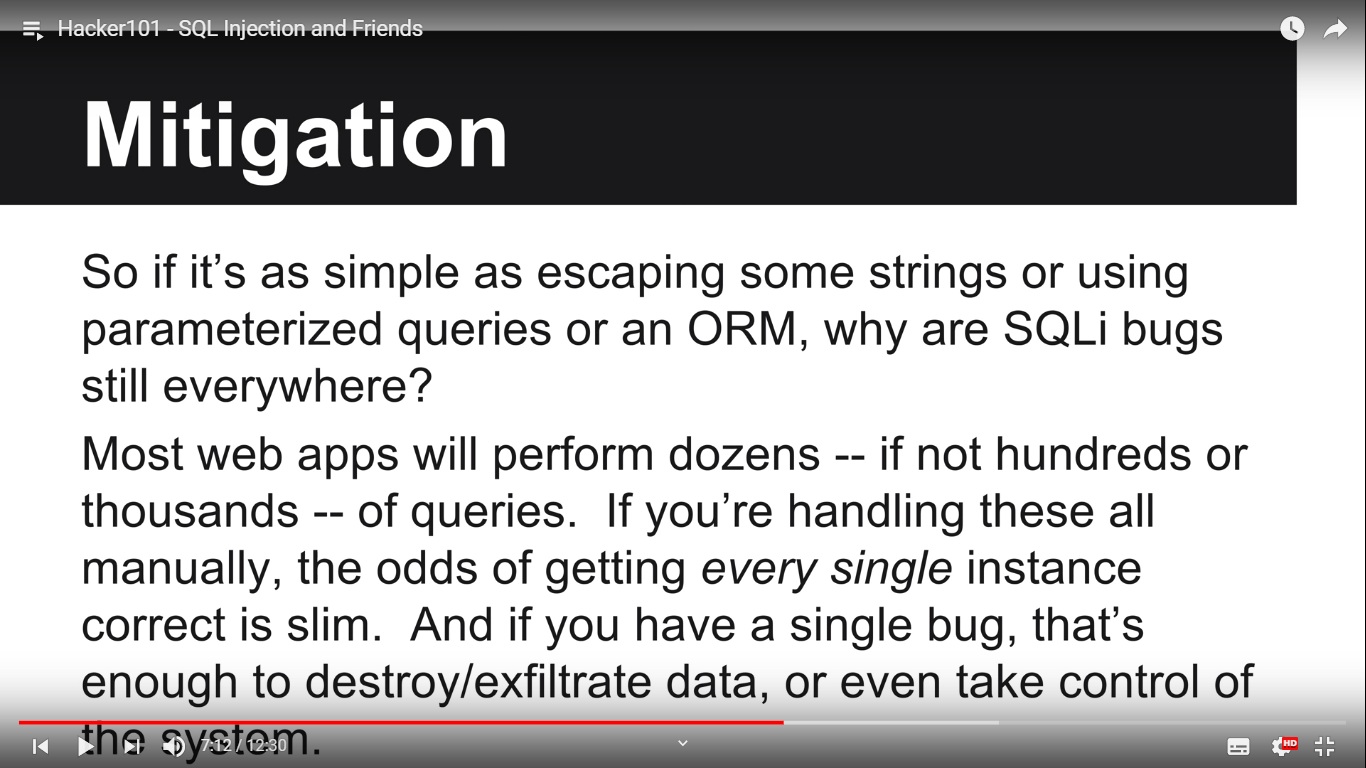 Hacker101 - SQL Injection and Friends
Mitigation
So if it’s as simple as escaping some strings or using
parameterized queries or an ORM, why are SQLi bugs
still everywhere?
Most web apps will perform dozens -- if not hundreds or
thousands -- of queries.  If you’re handling these all
manually, the odds of getting every single instance
correct is slim.  And if you have a single bug, that’s
enough to destroy/exfiltrate data, or even take control of
the system.
7:12 / 12:30
HD